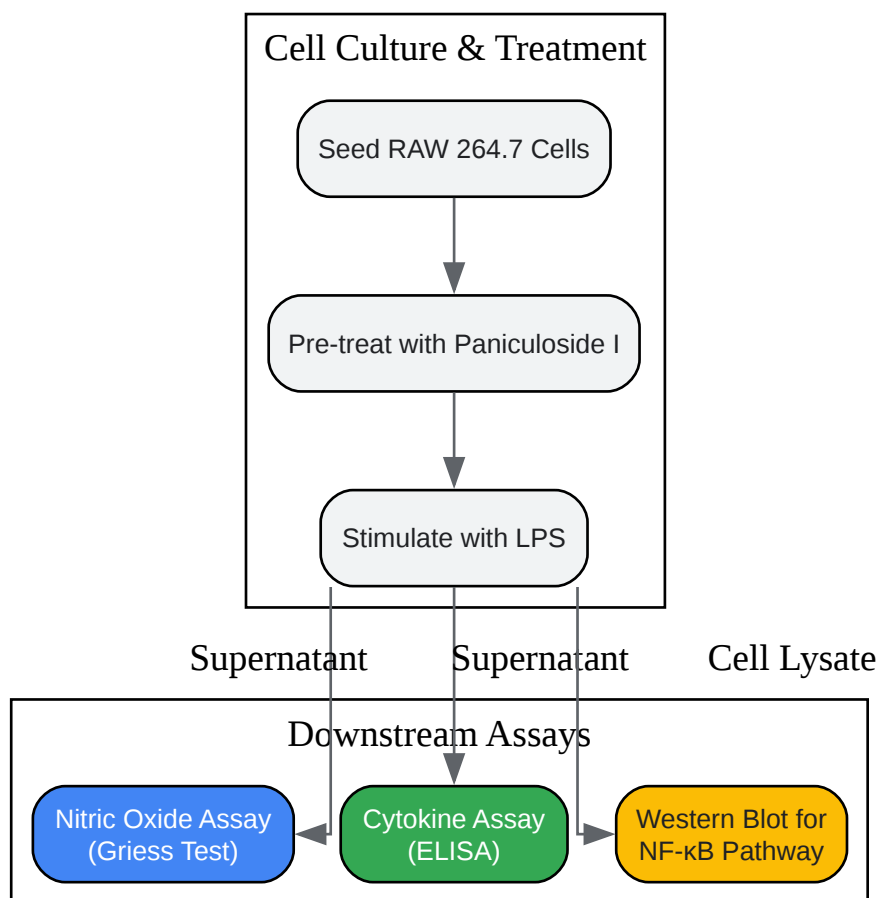 Cell Culture & Treatment
Seed RAW 264.7 Cells
Pre-treat with Paniculoside I
Stimulate with LPS
Supernatant
Supernatant
Cell Lysate
Downstream Assays
Nitric Oxide Assay
(Griess Test)
Cytokine Assay
(ELISA)
Western Blot for
NF-κB Pathway